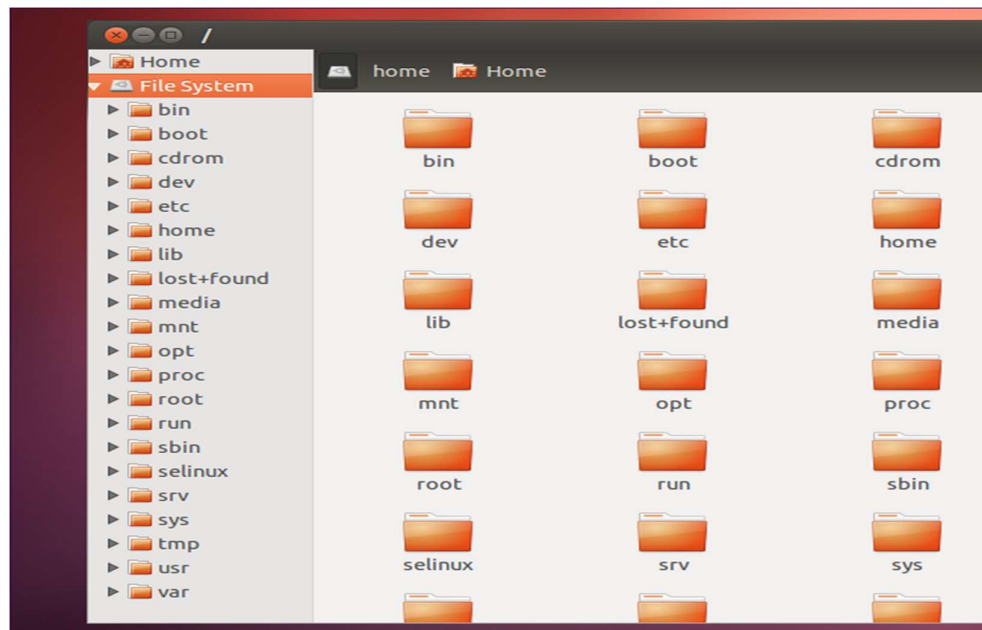 /
Home
File System
bin
boot
cdrom
dev
etc
home
lib
lost+found
media
mnt
opt
proc
root
run
sbin
selinux
srv
sys
tmp
usr
var
home Home
bin boot cdrom
dev etc home
lib lost+found media
mnt opt proc
root run sbin
selinux srv sys